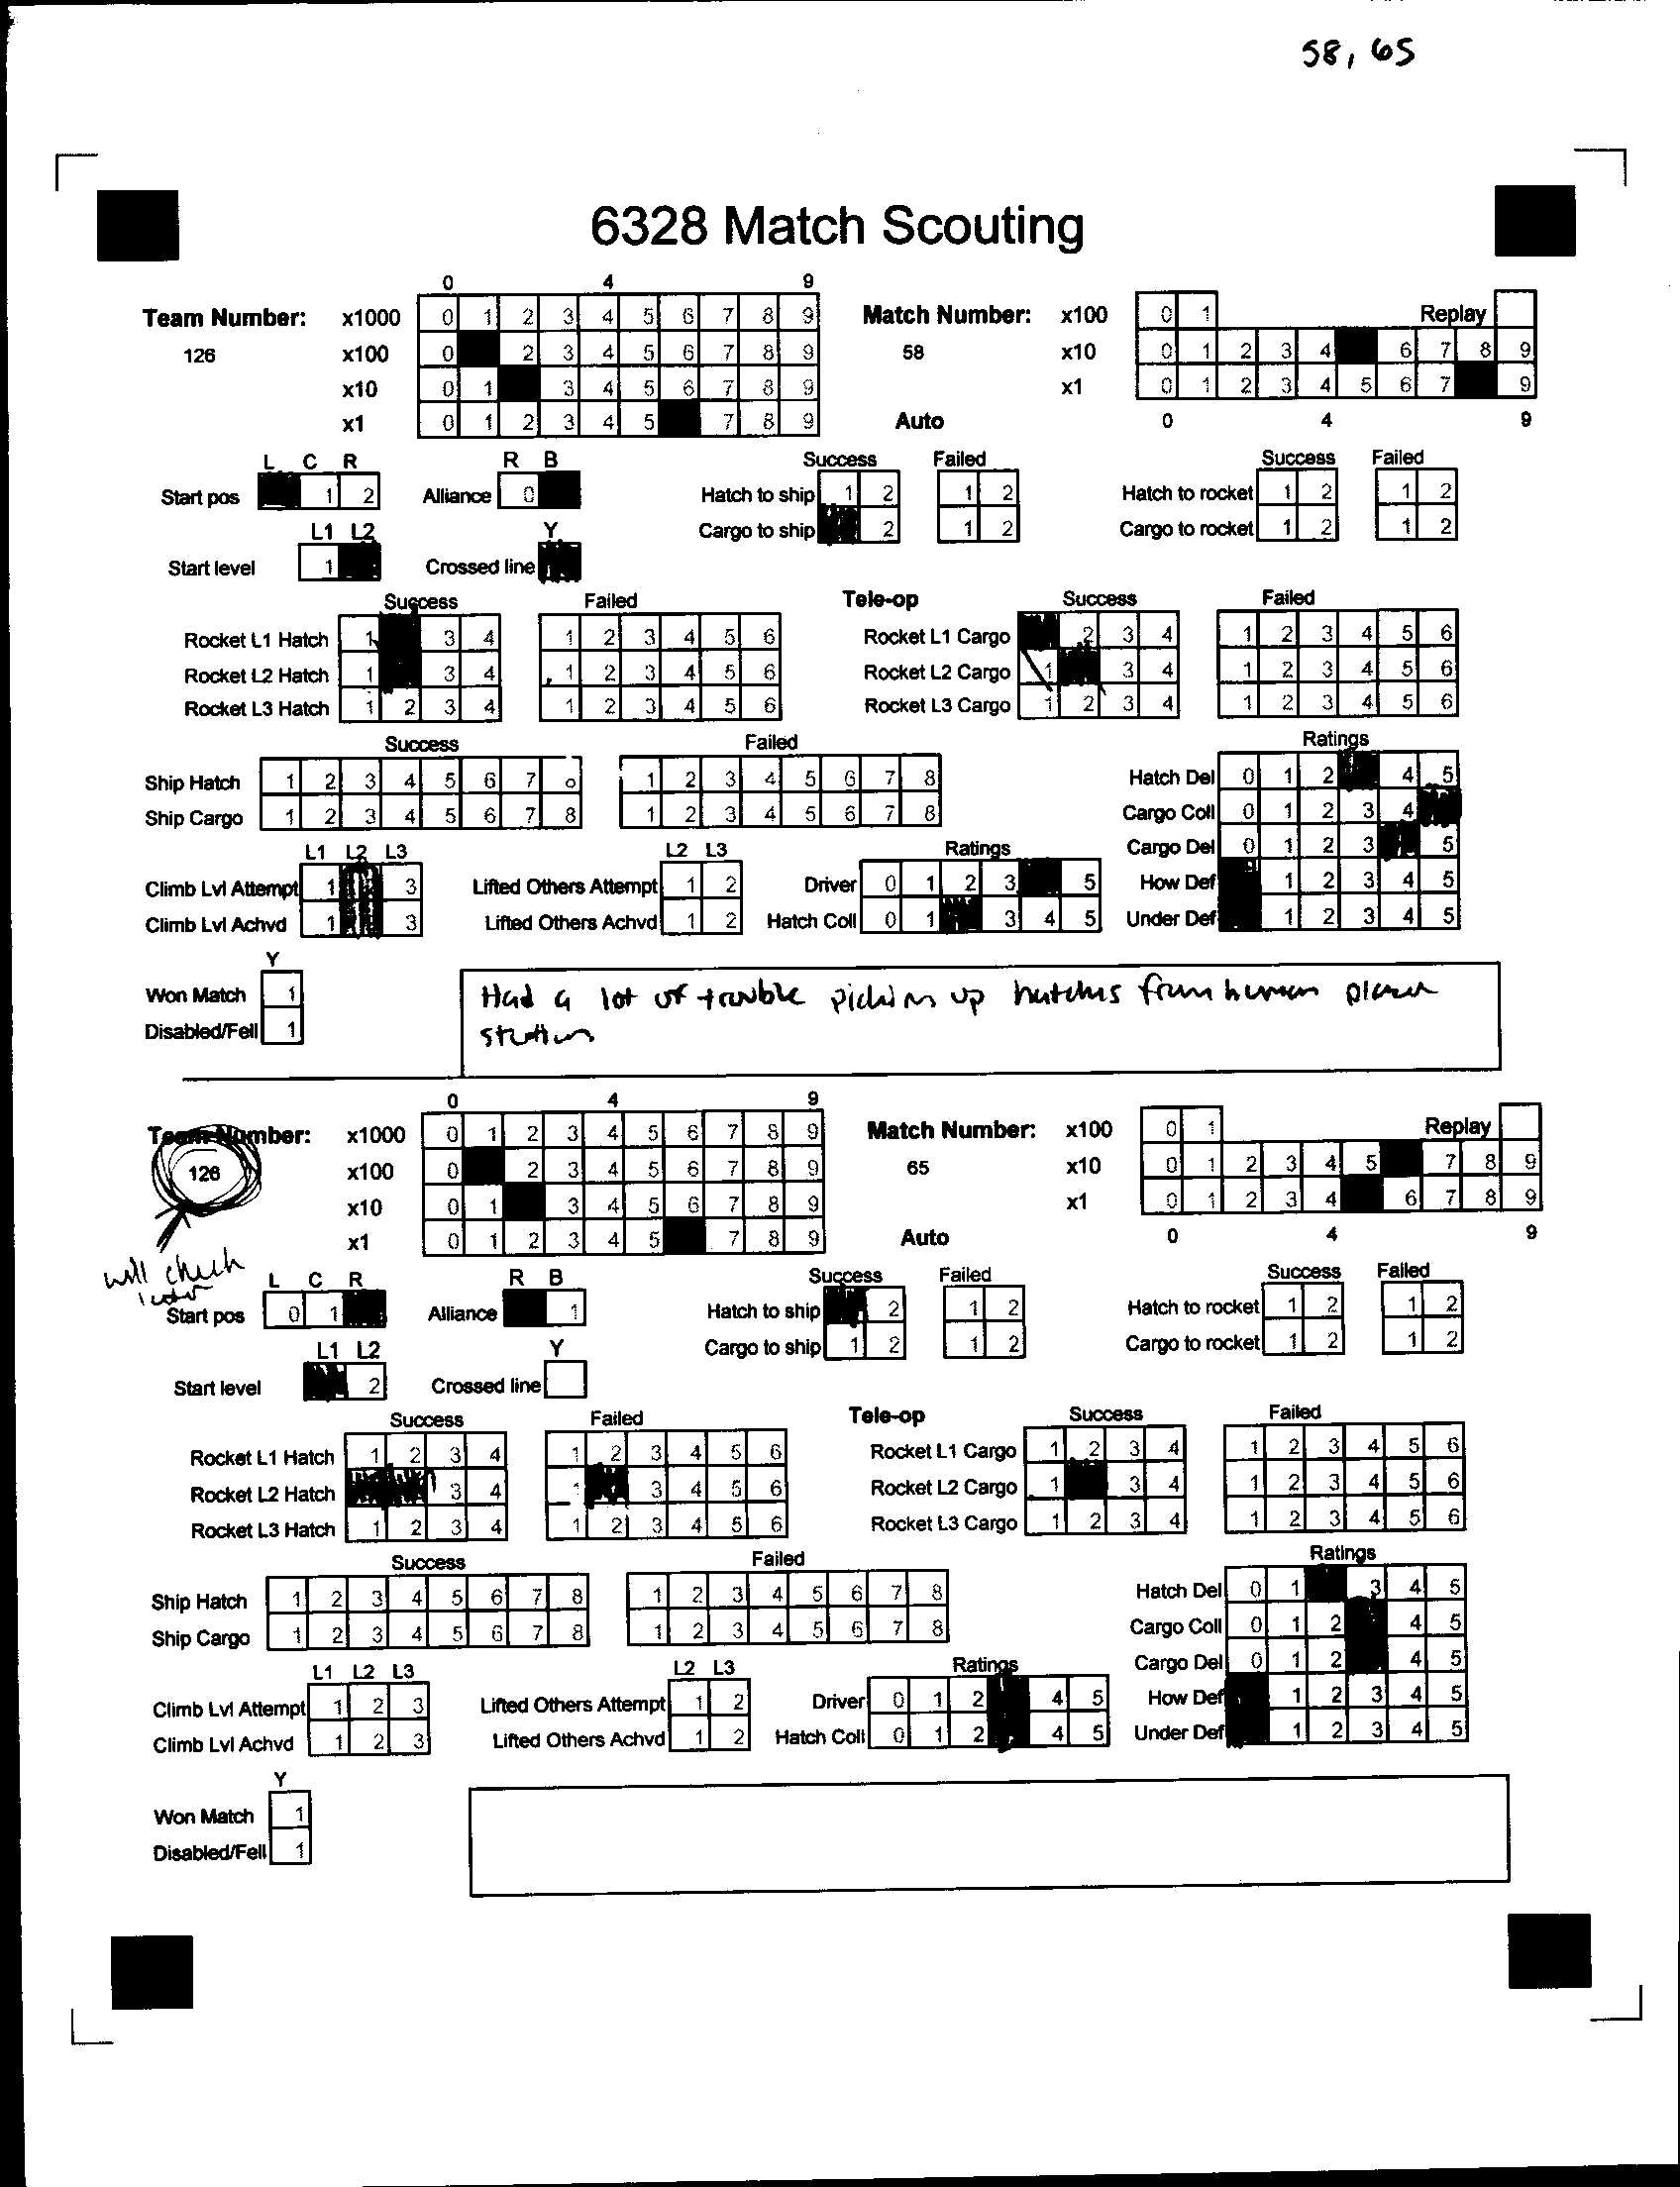 58, 65
6328 Match Scouting
0 4 9
Team Number: x1000 0 1 2 3 4 5 6 7 8 9 Match Number: x100 0 1 Replay
126 x100 0 2 3 4 5 6 7 8 9 58 x10 0 1 2 3 4 6 7 8 9
x10 0 1 3 4 5 6 7 8 9 x1 0 1 2 3 4 5 6 7 9
x1 0 1 2 3 4 5 7 8 9 Auto 0 4 9
L C R R B Success Failed Success Failed
Start pos 1 2 Alliance 0 Hatch to ship 1 2 1 2 Hatch to rocket 1 2 1 2
L1 L2 Y Cargo to ship 2 1 2 Cargo to rocket 1 2 1 2
Start level 1 Crossed line
Success Failed Tele-op Success Failed
Rocket L1 Hatch 1 3 4 1 2 3 4 5 6 Rocket L1 Cargo 2 3 4 1 2 3 4 5 6
Rocket L2 Hatch 1 3 4 1 2 3 4 5 6 Rocket L2 Cargo 1 3 4 1 2 3 4 5 6
Rocket L3 Hatch 1 2 3 4 1 2 3 4 5 6 Rocket L3 Cargo 1 2 3 4 1 2 3 4 5 6
Success Failed Ratings
Ship Hatch 1 2 3 4 5 6 7 1 2 3 4 5 6 7 8 Hatch Del 0 1 2 4 5
Ship Cargo 1 2 3 4 5 6 7 8 1 2 3 4 5 6 7 8 Cargo Coll 0 1 2 3 4
L1 L2 L3 L2 L3 Ratings Cargo Del 0 1 2 3 5
Climb Lvl Attempt 1 3 Lifted Others Attempt 1 2 Driver 0 1 2 3 5 How Def 1 2 3 4 5
Climb Lvl Achvd 1 3 Lifted Others Achvd 1 2 Hatch Coll 0 1 3 4 5 Under Def 1 2 3 4 5
Y
Won Match 1 Had a lot of trouble picking up hatches from human player
Disabled/Fell 1 station
0 4 9
Team Number: x1000 0 1 2 3 4 5 6 7 8 9 Match Number: x100 0 1 Replay
126 x100 0 2 3 4 5 6 7 8 9 65 x10 0 1 2 3 4 5 7 8 9
x10 0 1 3 4 5 6 7 8 9 x1 0 1 2 3 4 6 7 8 9
x1 0 1 2 3 4 5 7 8 9 Auto 0 4 9
will check
later
L C R R B Success Failed Success Failed
Start pos 0 1 Alliance 1 Hatch to ship 2 1 2 Hatch to rocket 1 2 1 2
L1 L2 Y Cargo to ship 1 2 1 2 Cargo to rocket 1 2 1 2
Start level 2 Crossed line
Success Failed Tele-op Success Failed
Rocket L1 Hatch 1 2 3 4 1 2 3 4 5 6 Rocket L1 Cargo 1 2 3 4 1 2 3 4 5 6
Rocket L2 Hatch 3 4 1 3 4 5 6 Rocket L2 Cargo 1 3 4 1 2 3 4 5 6
Rocket L3 Hatch 1 2 3 4 1 2 3 4 5 6 Rocket L3 Cargo 1 2 3 4 1 2 3 4 5 6
Success Failed Ratings
Ship Hatch 1 2 3 4 5 6 7 8 1 2 3 4 5 6 7 8 Hatch Del 0 1 3 4 5
Ship Cargo 1 2 3 4 5 6 7 8 1 2 3 4 5 6 7 8 Cargo Coll 0 1 2 4 5
L1 L2 L3 L2 L3 Ratings Cargo Del 0 1 2 4 5
Climb Lvl Attempt 1 2 3 Lifted Others Attempt 1 2 Driver 0 1 2 4 5 How Def 1 2 3 4 5
Climb Lvl Achvd 1 2 3 Lifted Others Achvd 1 2 Hatch Coll 0 1 2 4 5 Under Def 1 2 3 4 5
Y
Won Match 1
Disabled/Fell 1